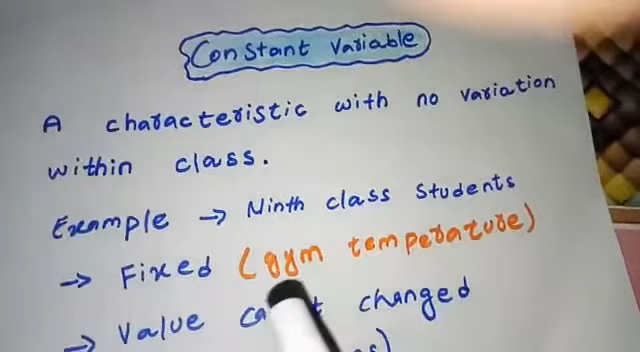 Constant Variable
A characteristic with no variation
within class.
Example → Ninth class students
→ Fixed (gym temperature)
→ Value changed